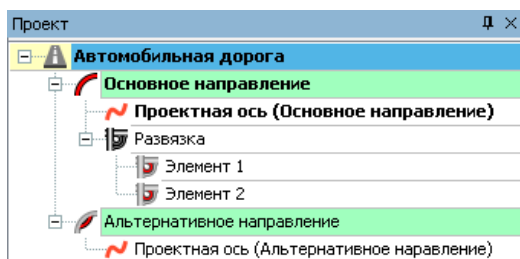 Проект
Автомобильная дорога
Основное направление
Проектная ось (Основное направление)
Развязка
Элемент 1
Элемент 2
Альтернативное направление
Проектная ось (Альтернативное наравление)